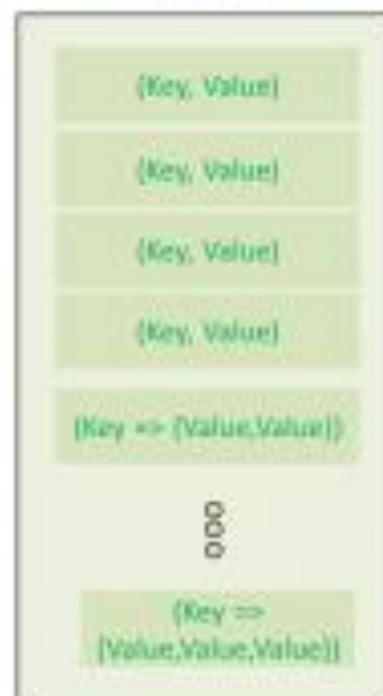 (Key, Value)
(Key, Value)
(Key, Value)
(Key, Value)
(Key => (Value,Value))
(Key =>
(Value,Value,Value))